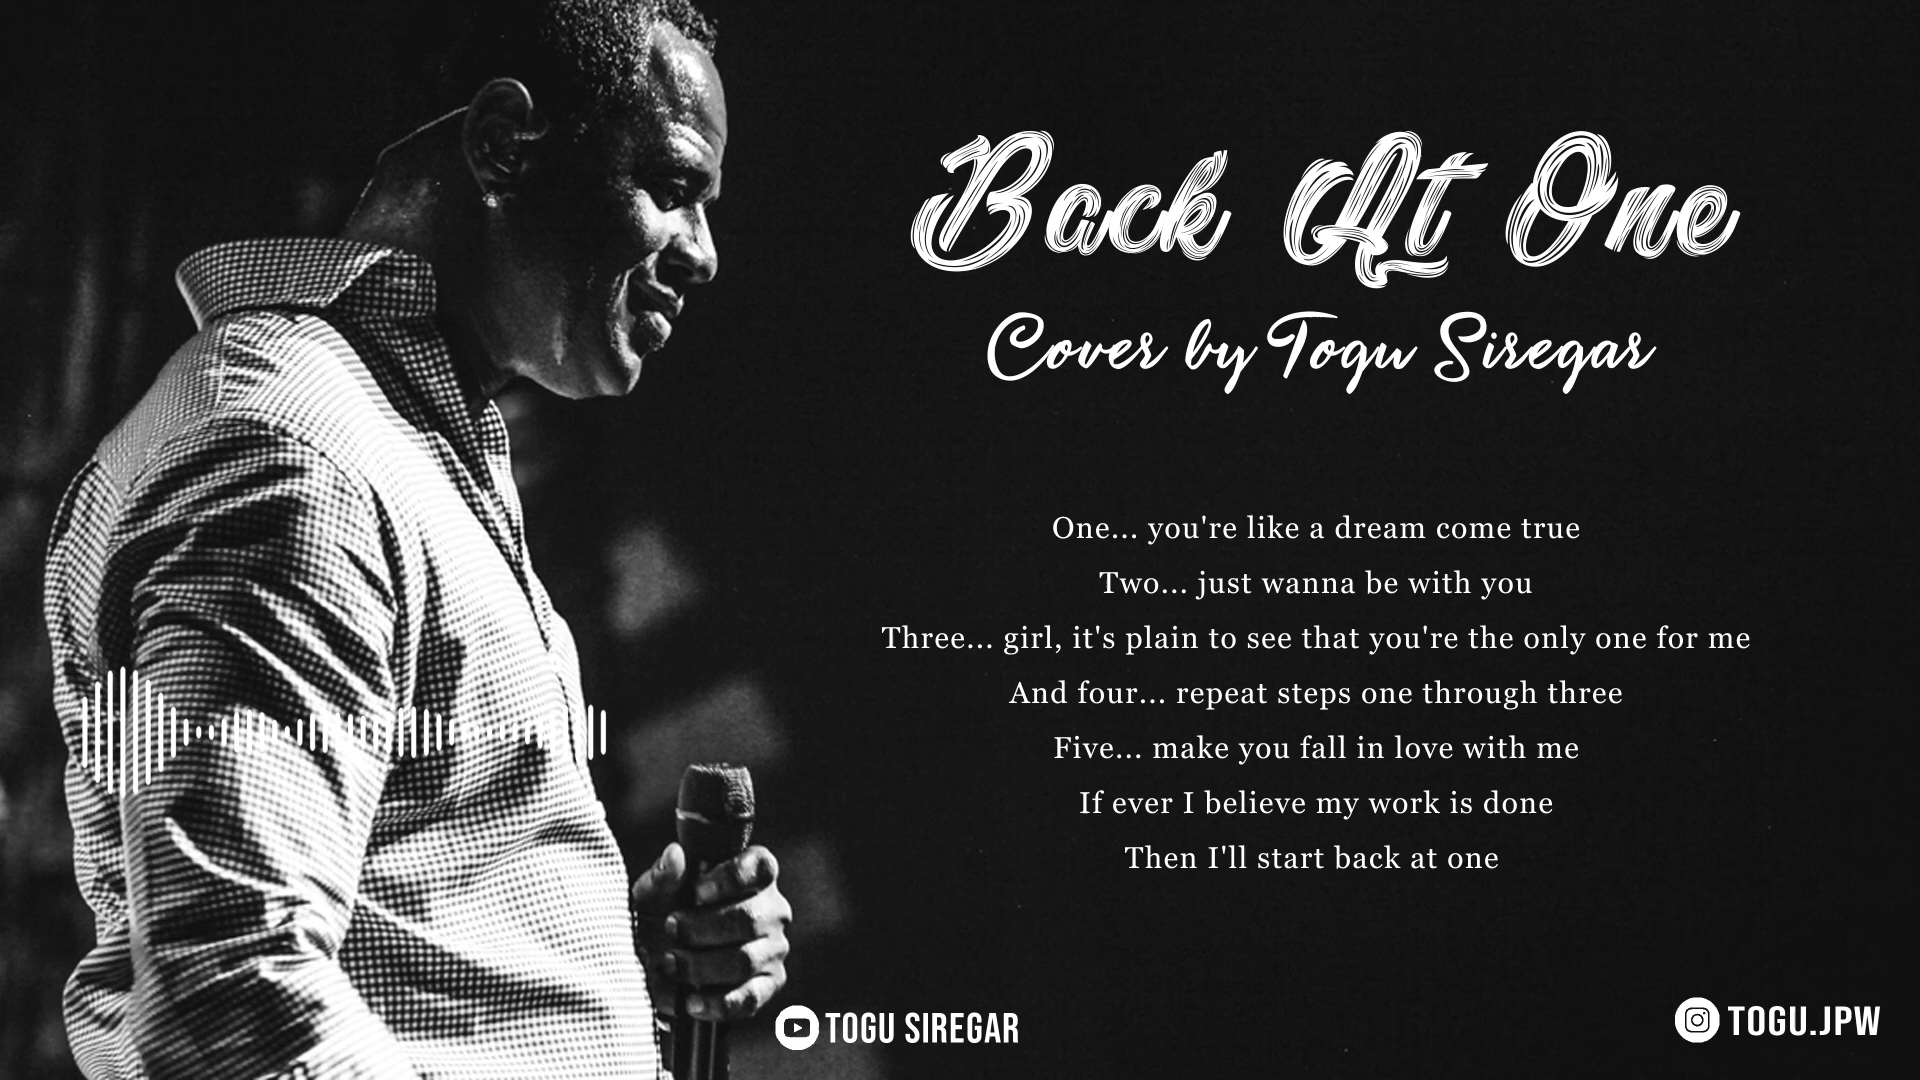 Back At One
Cover by Togu Siregar
One... you're like a dream come true
Two... just wanna be with you
Three... girl, it's plain to see that you're the only one for me
And four... repeat steps one through three
Five... make you fall in love with me
If ever I believe my work is done
Then I'll start back at one
TOGU SIREGAR
TOGU.JPW